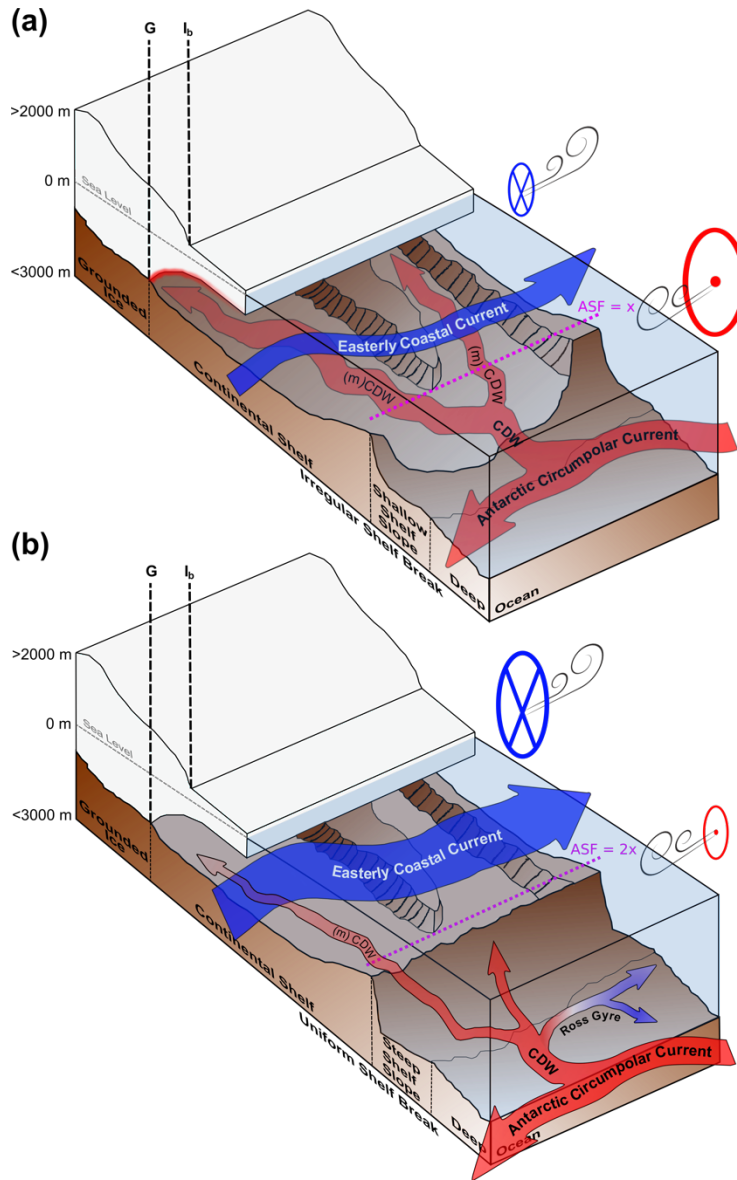 (a)
G
Ib
>2000 m
0 m
Sea Level
<3000 m
Grounded
Ice
ASF = x
Easterly Coastal Current
(m)CDW
(m) CDW
CDW
Antarctic Circumpolar Current
Continental Shelf
Irregular Shelf Break
Shallow
Shelf
Slope
Deep
Ocean
(b)
G
Ib
>2000 m
0 m
Sea Level
<3000 m
Grounded
Ice
ASF = 2x
Easterly Coastal Current
(m) CDW
Ross Gyre
CDW
Antarctic Circumpolar Current
Continental Shelf
Uniform Shelf Break
Steep
Shelf
Slope
Deep
Ocean